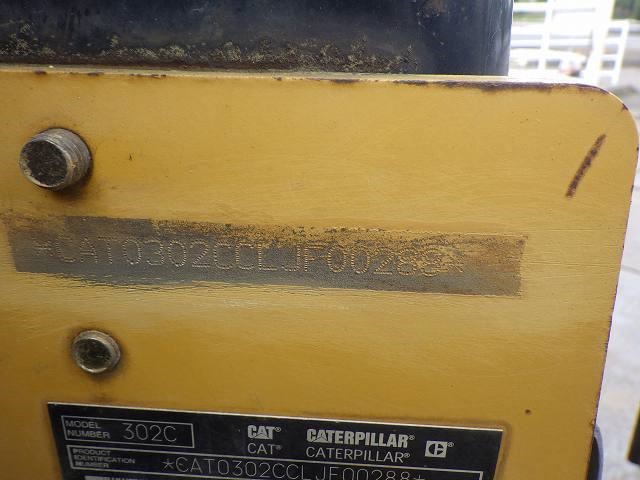 *CAT0302CCLJF00288*
MODEL NUMBER 302C
CAT® CATERPILLAR® C
CAT® CATERPILLAR®
PRODUCT IDENTIFICATION NUMBER *CAT0302CCLJF00288*